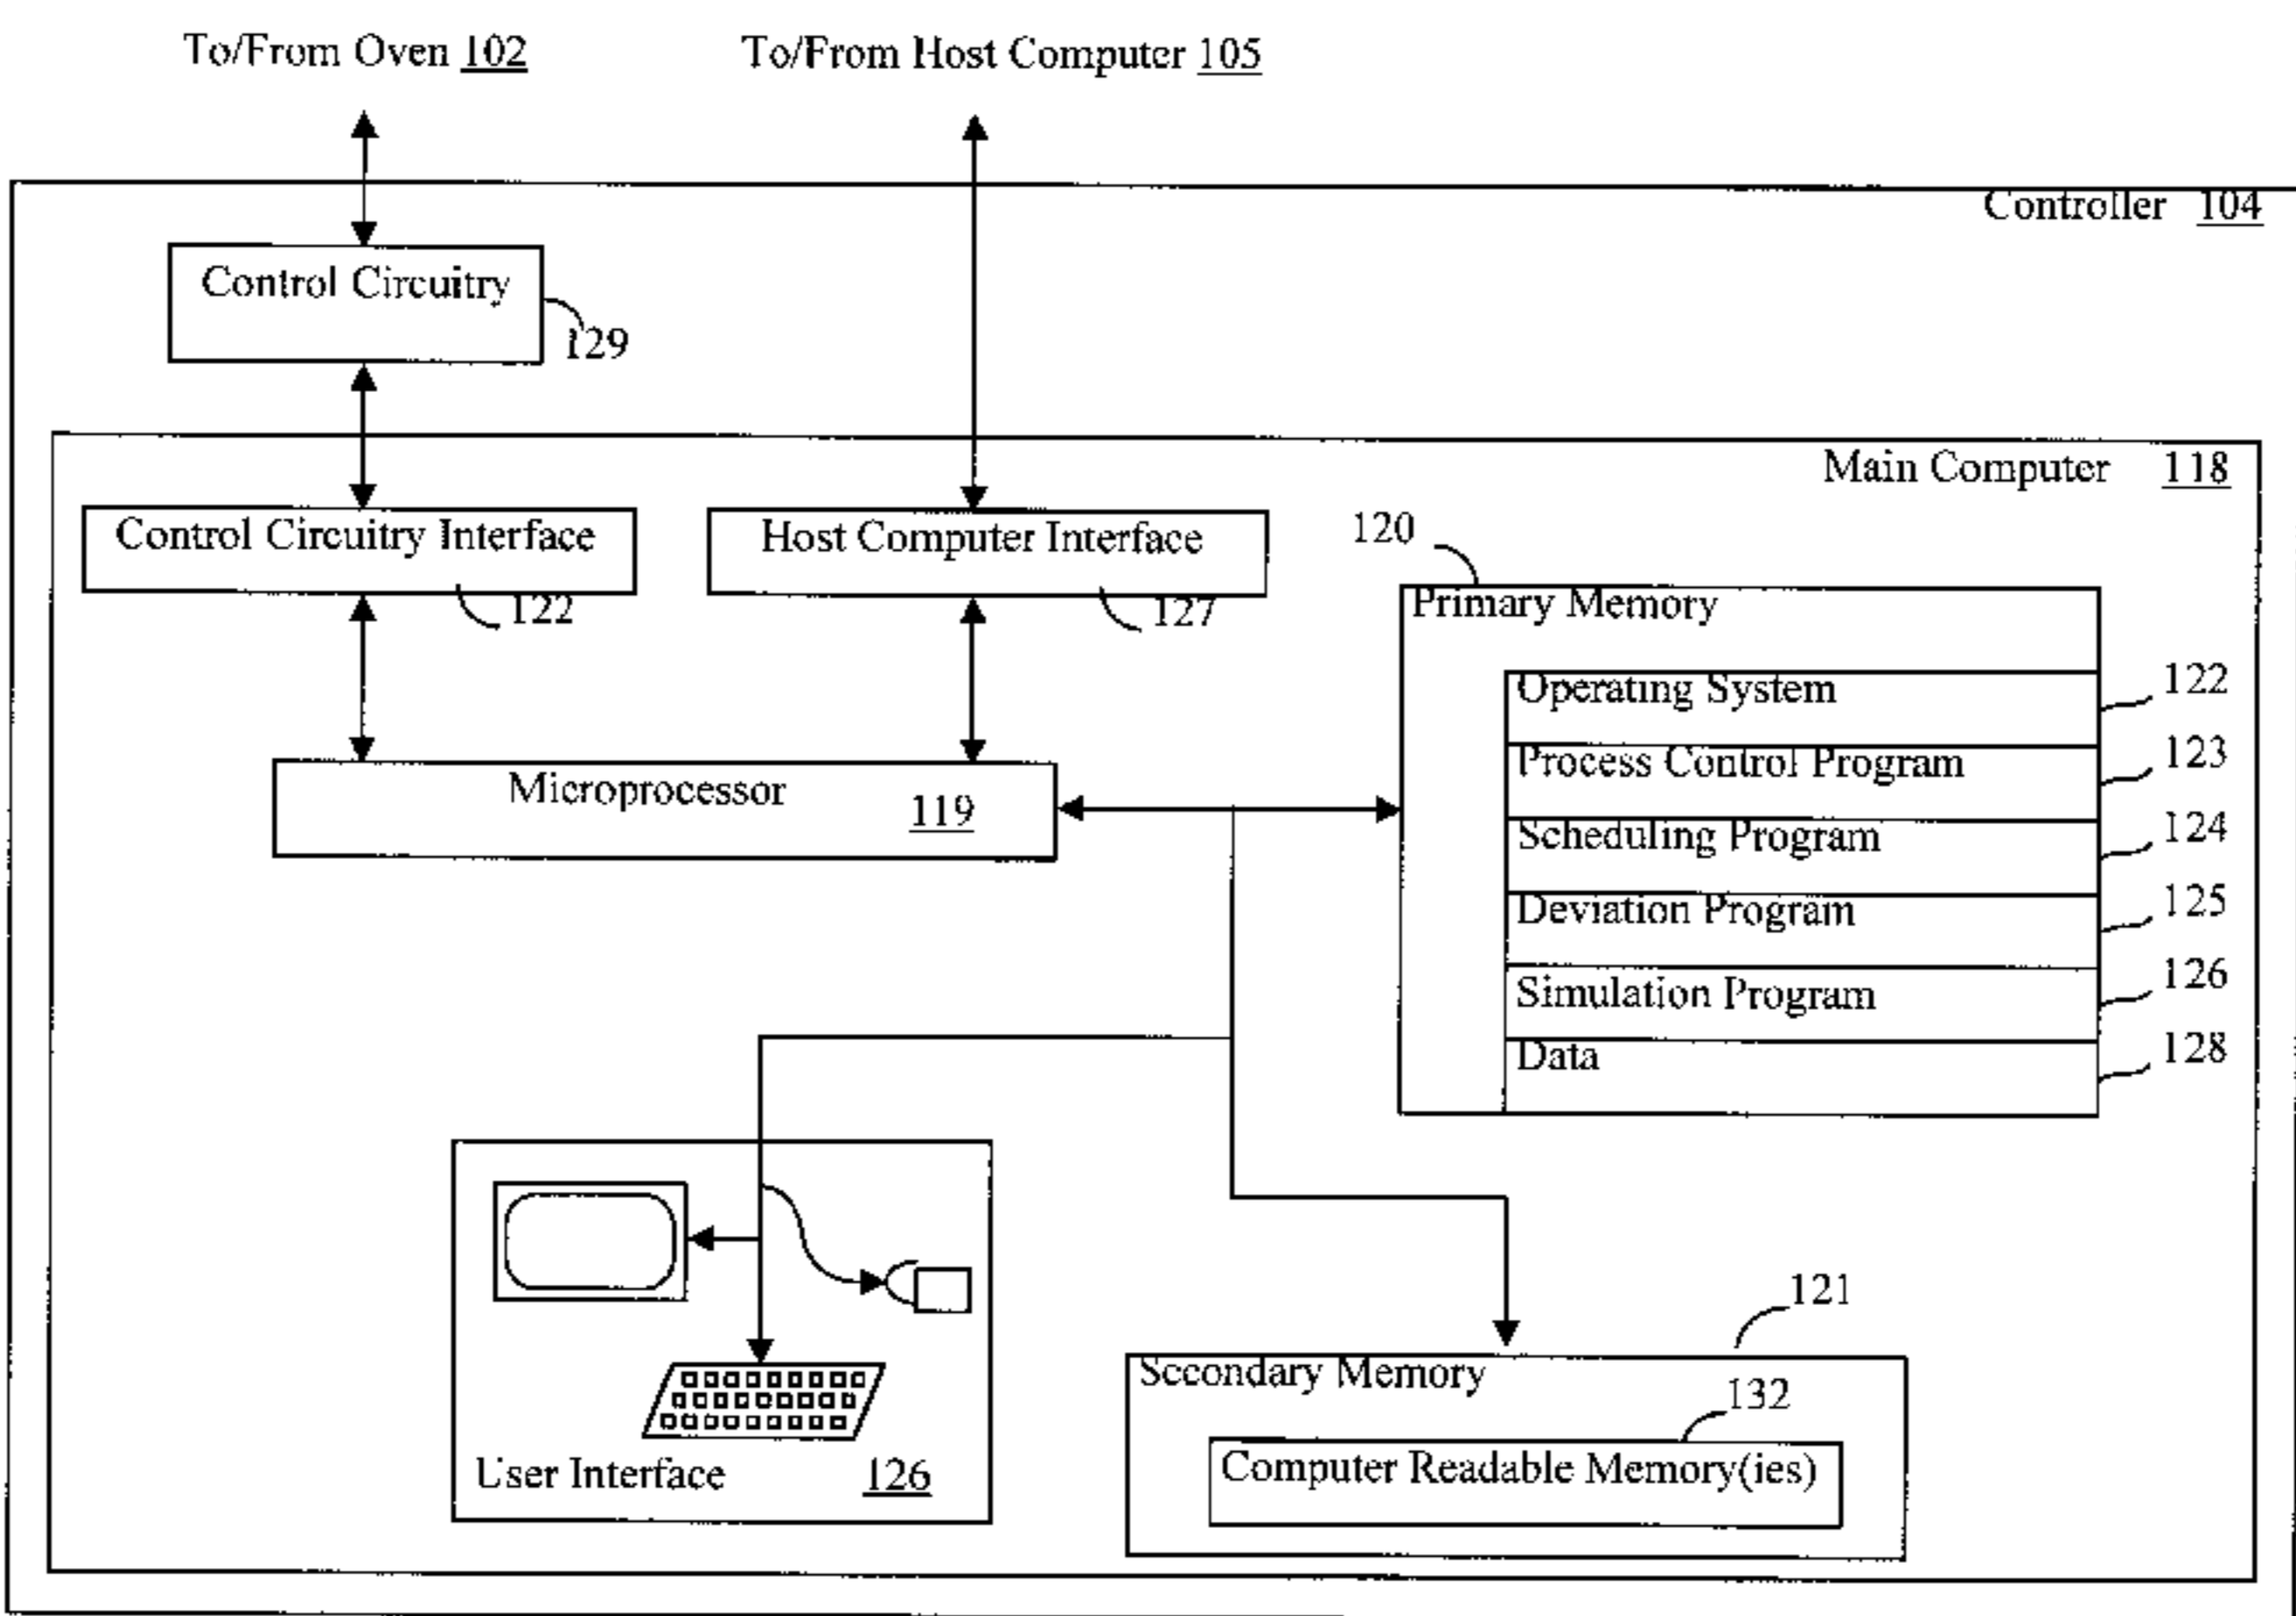 To/From Oven 102
To/From Host Computer 105
Controller 104
Control Circuitry
129
Main Computer 118
Control Circuitry Interface
122
Host Computer Interface
127
120
Primary Memory
Operating System
122
Process Control Program
123
Scheduling Program
124
Deviation Program
125
Simulation Program
126
Data
128
Microprocessor 119
User Interface 126
121
Secondary Memory
132
Computer Readable Memory(ies)